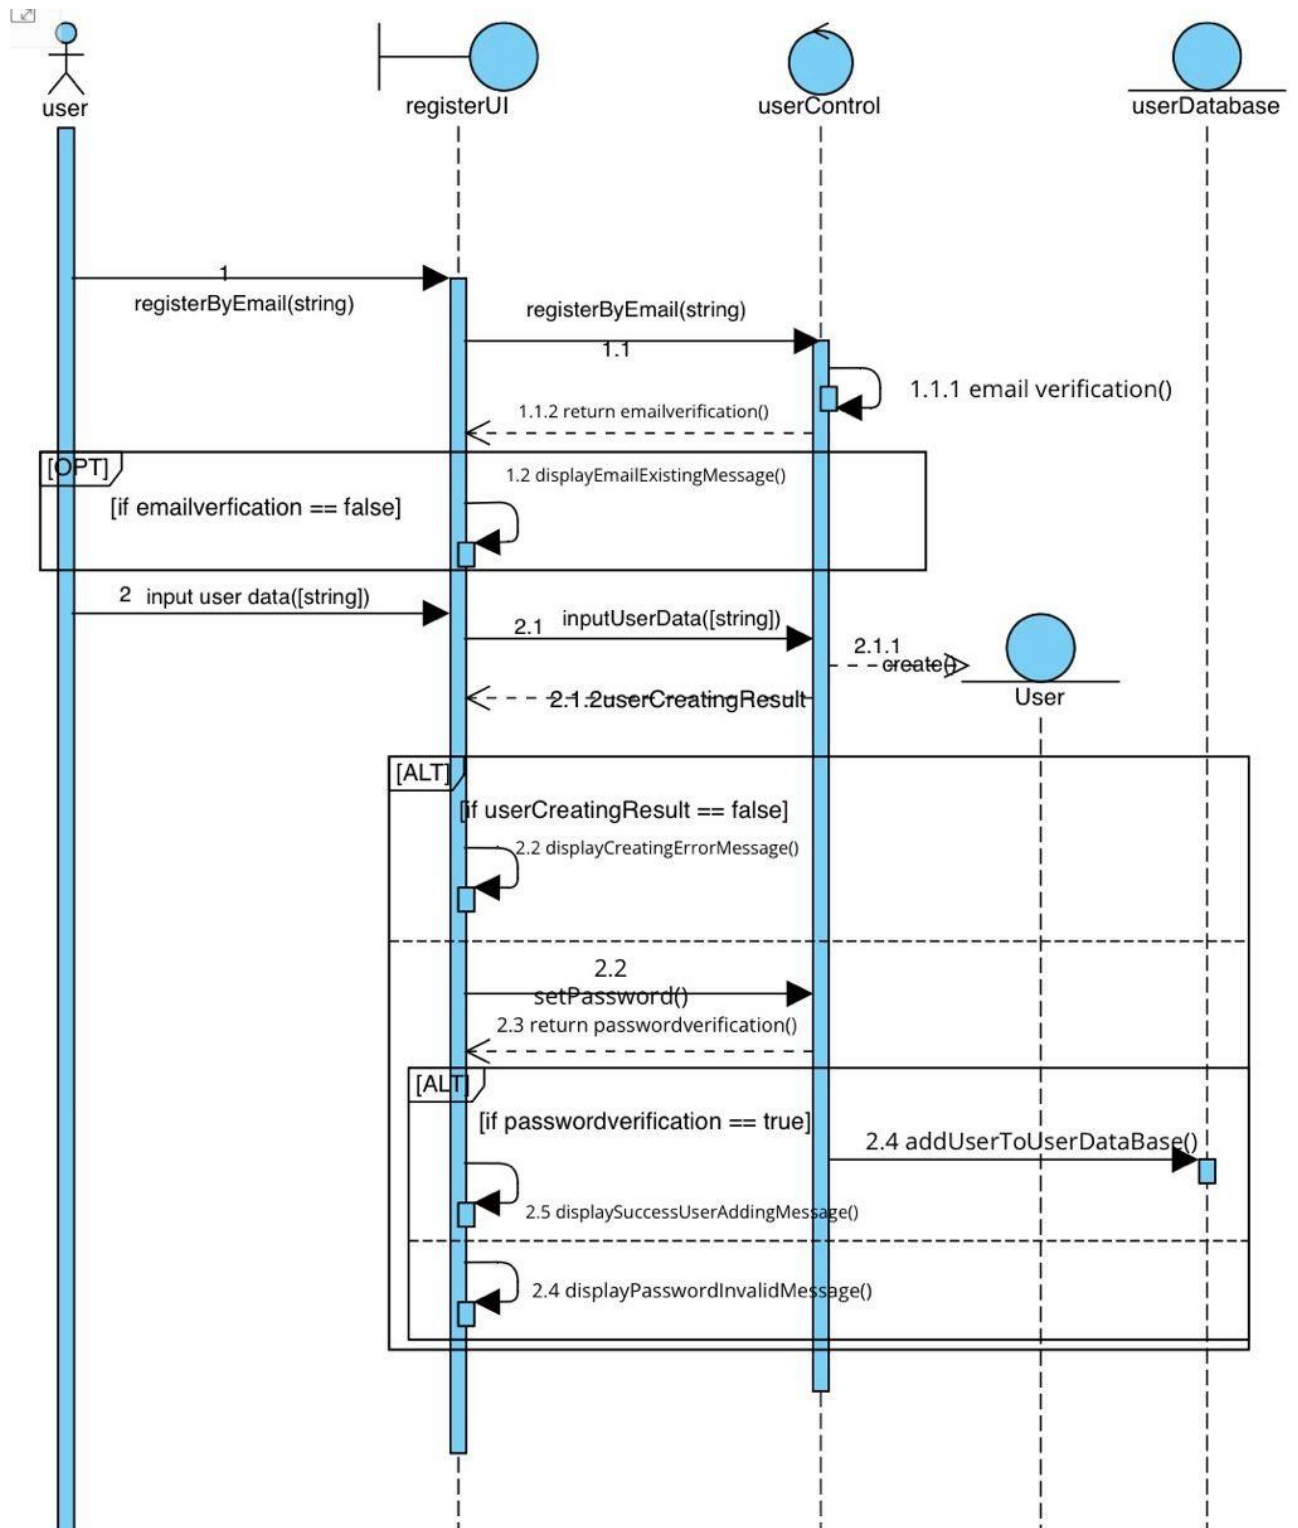 user
registerUI
userControl
userDatabase
1
registerByEmail(string)
registerByEmail(string)
1.1
1.1.1 email verification()
1.1.2 return emailverification()
[OPT]
1.2 displayEmailExistingMessage()
[if emailverfication == false]
2 input user data([string])
2.1 inputUserData([string])
2.1.1
create()
User
2.1.2userCreatingResult
[ALT]
[if userCreatingResult == false]
2.2 displayCreatingErrorMessage()
2.2
setPassword()
2.3 return passwordverification()
[ALT]
[if passwordverification == true]
2.4 addUserToUserDataBase()
2.5 displaySuccessUserAddingMessage()
2.4 displayPasswordInvalidMessage()